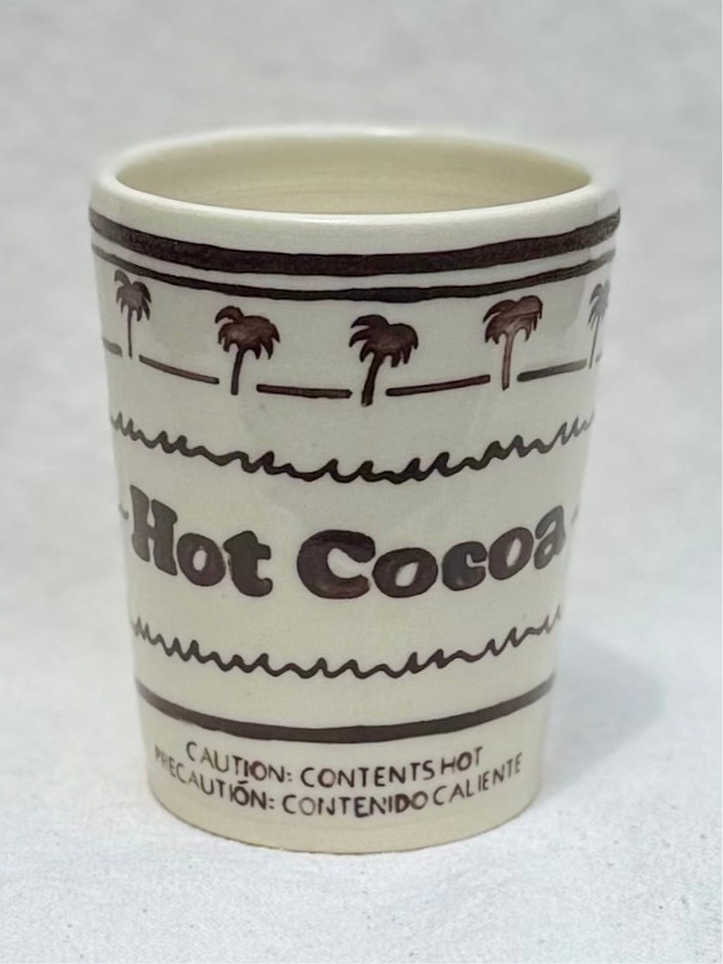 Hot Cocoa
CAUTION: CONTENTS HOT
PRECAUTIÓN: CONTENIDO CALIENTE